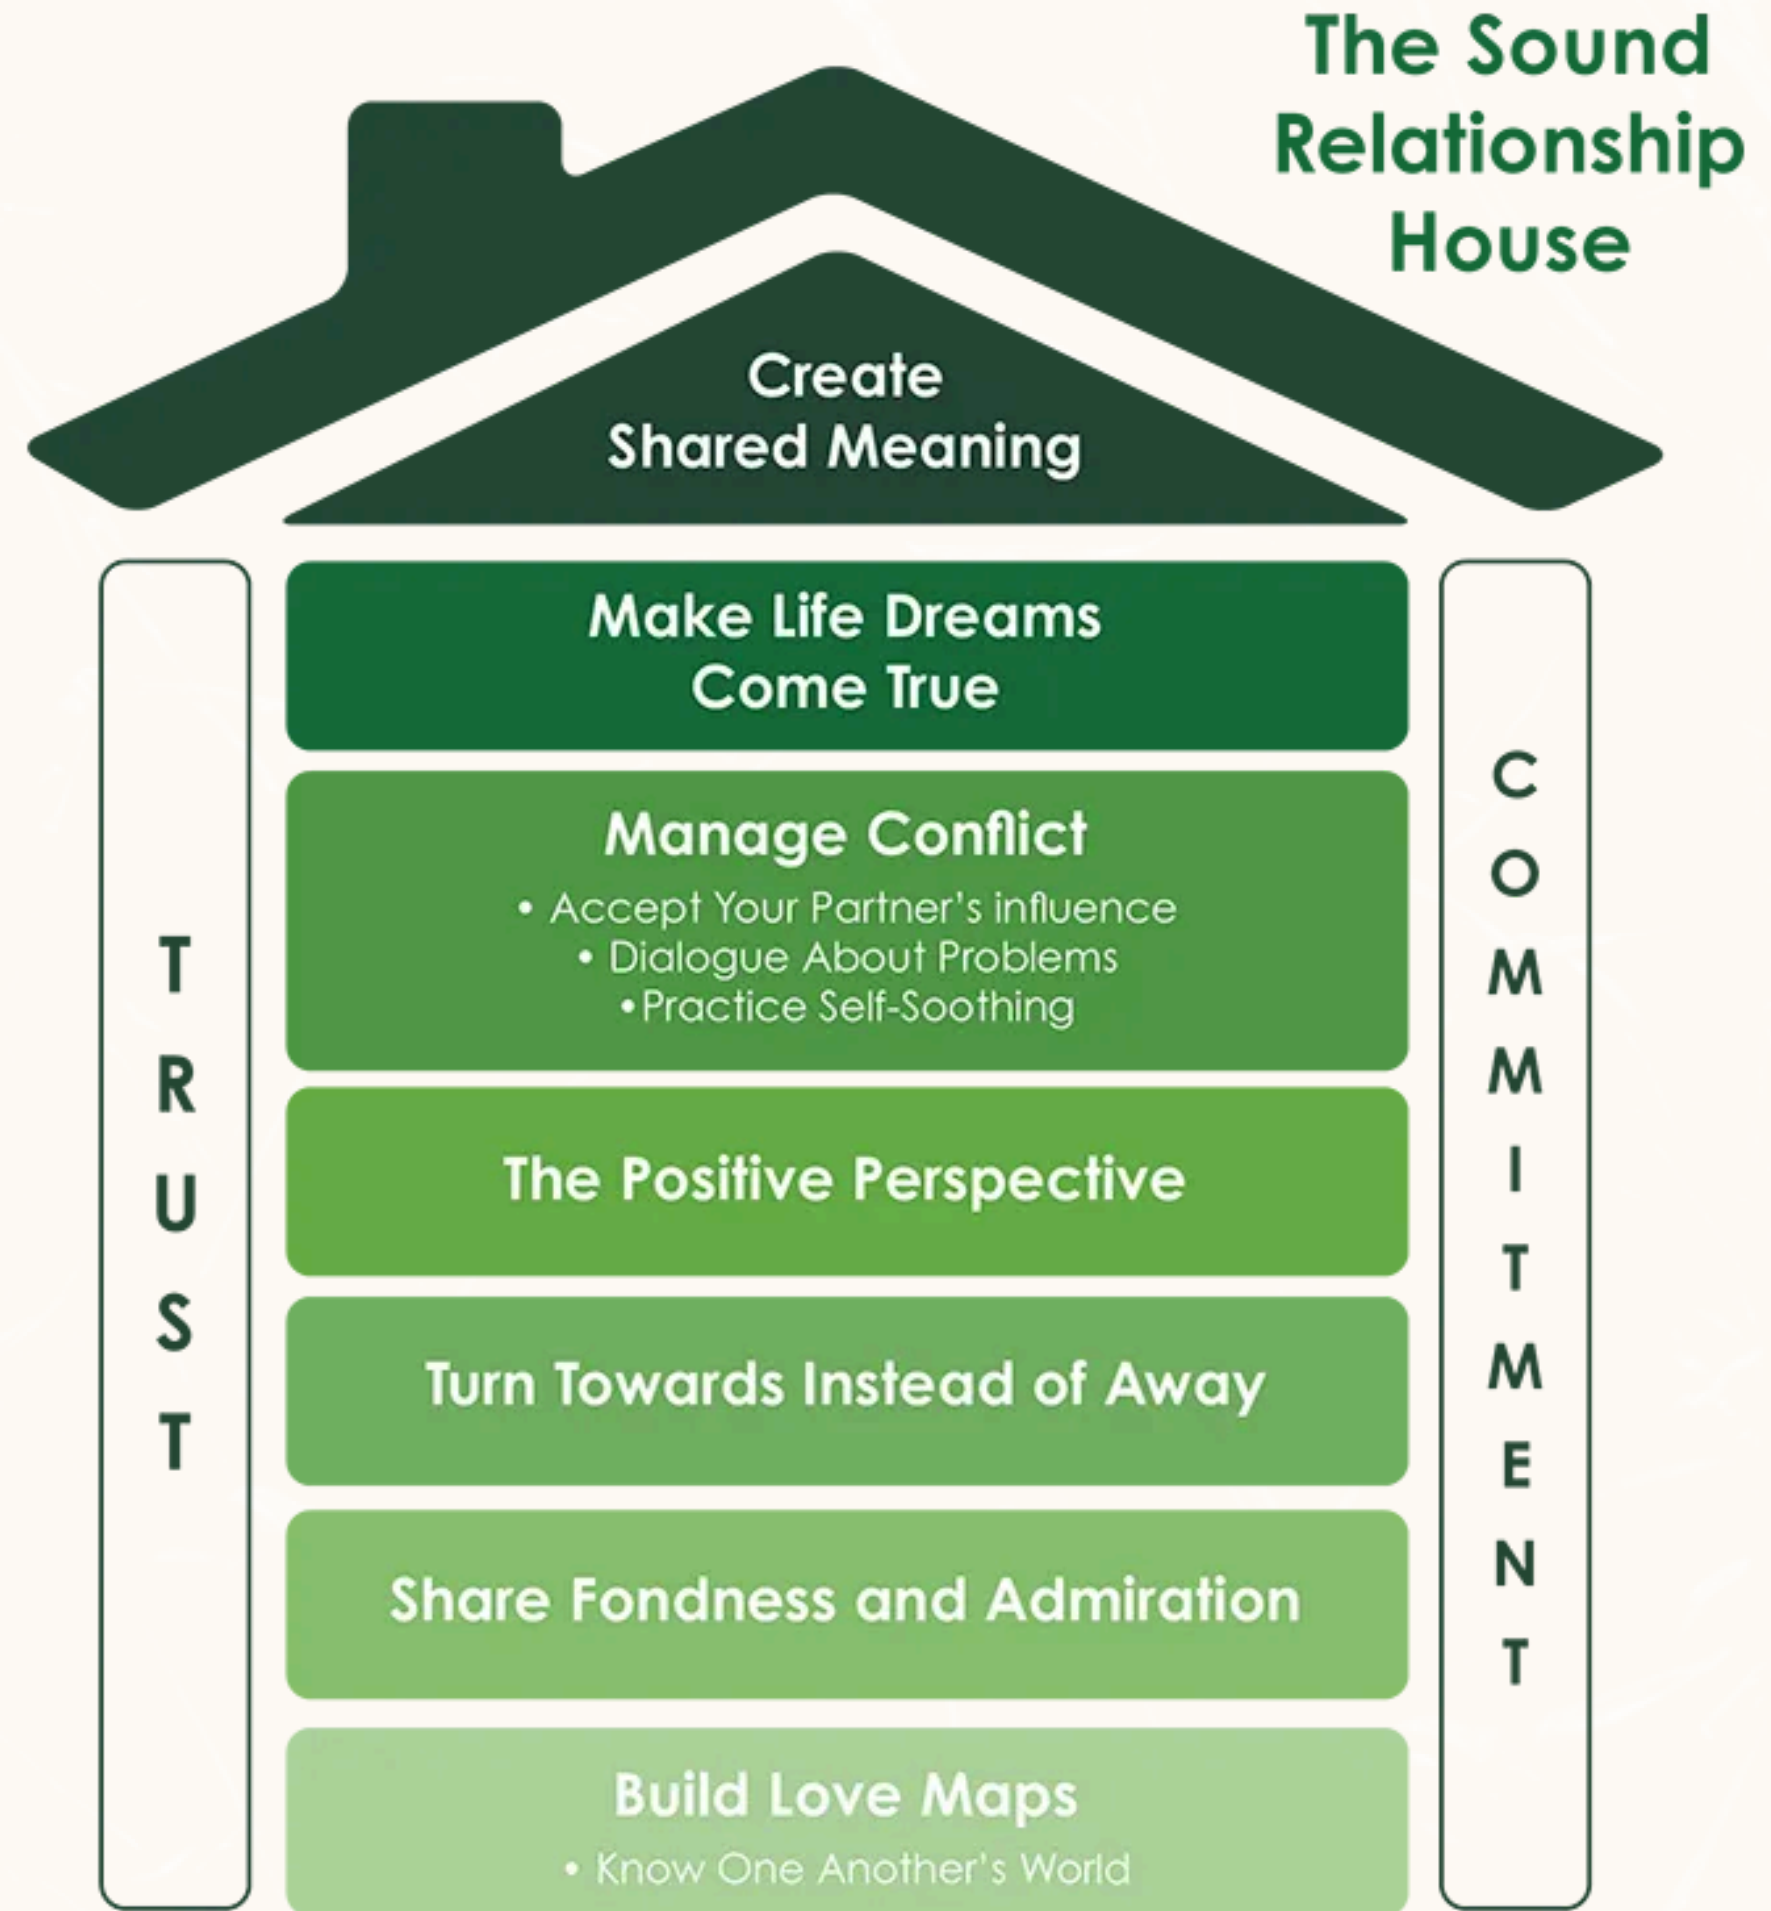 The Sound
Relationship
House
Create
Shared Meaning
Make Life Dreams
Come True
Manage Conflict
• Accept Your Partner's influence
• Dialogue About Problems
•Practice Self-Soothing
The Positive Perspective
Turn Towards Instead of Away
Share Fondness and Admiration
Build Love Maps
• Know One Another's World
TRUST
COMMITMENT